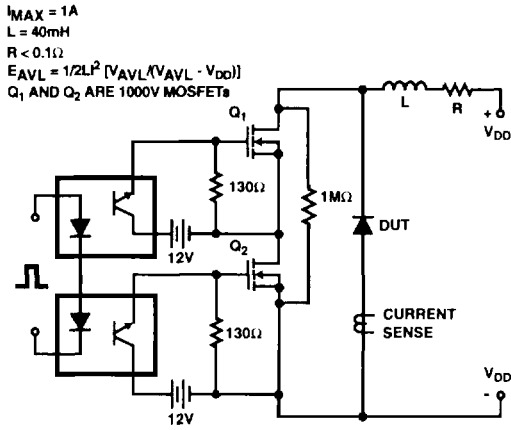 IMAX = 1A
L = 40mH
R < 0.1Ω
EAVL = 1/2LI² [VAVL/(VAVL - VDD)]
Q1 AND Q2 ARE 1000V MOSFETs
Q1
L
R
+
VDD
130Ω
1MΩ
12V
DUT
Q2
130Ω
CURRENT
SENSE
VDD
-
12V